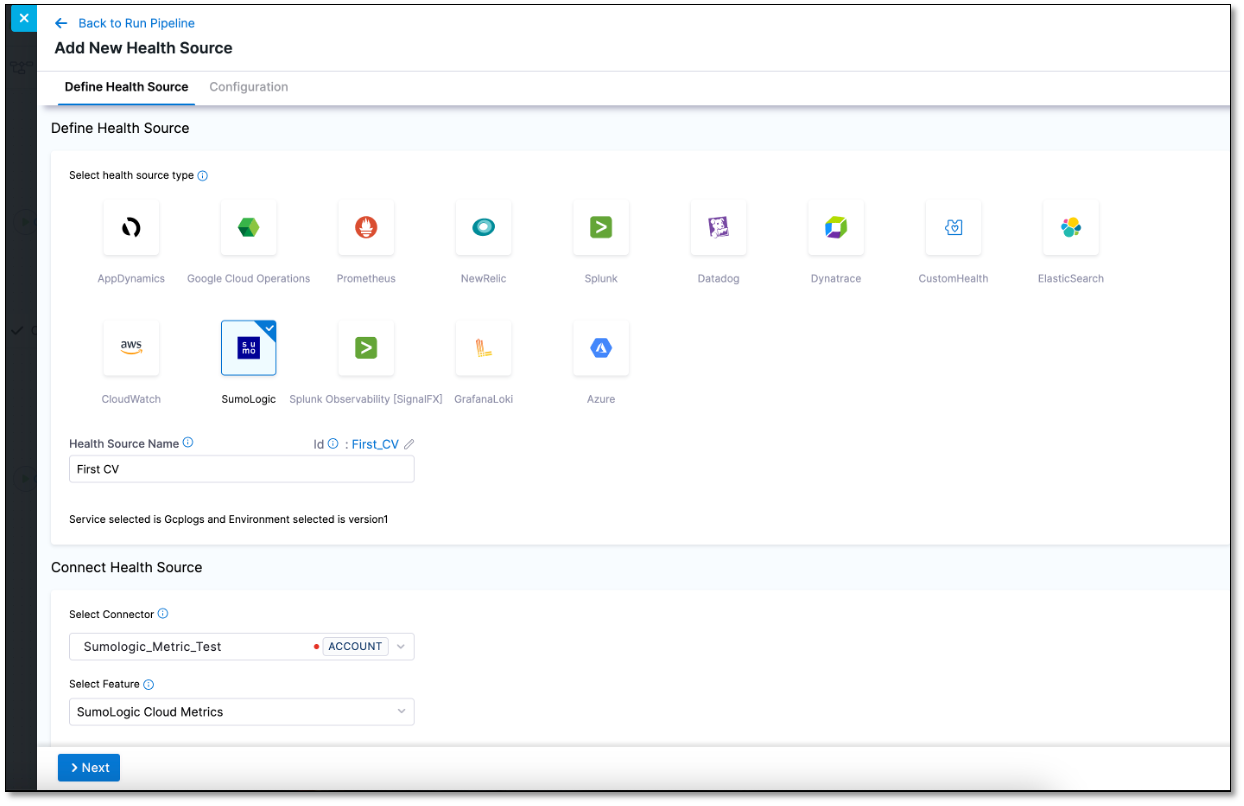 Back to Run Pipeline
Add New Health Source
Define Health Source Configuration
Define Health Source
Select health source type
AppDynamics Google Cloud Operations Prometheus NewRelic Splunk Datadog Dynatrace CustomHealth ElasticSearch
aws su mo
CloudWatch SumoLogic Splunk Observability [SignalFX] GrafanaLoki Azure
Health Source Name Id : First_CV
First CV
Service selected is Gcplogs and Environment selected is version1
Connect Health Source
Select Connector
Sumologic_Metric_Test ACCOUNT
Select Feature
SumoLogic Cloud Metrics
Next